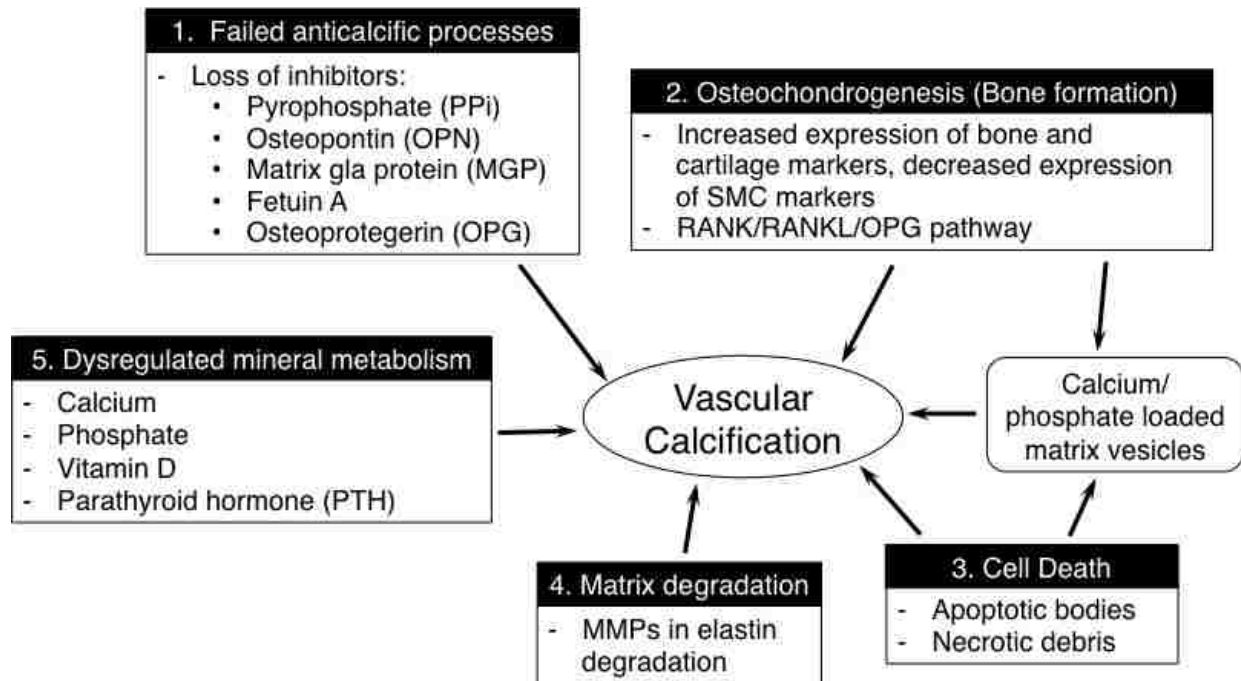 1. Failed anticalcific processes
- Loss of inhibitors:
• Pyrophosphate (PPi)
• Osteopontin (OPN)
• Matrix gla protein (MGP)
• Fetuin A
• Osteoprotegerin (OPG)
2. Osteochondrogenesis (Bone formation)
- Increased expression of bone and
cartilage markers, decreased expression
of SMC markers
- RANK/RANKL/OPG pathway
5. Dysregulated mineral metabolism
- Calcium
- Phosphate
- Vitamin D
- Parathyroid hormone (PTH)
Vascular
Calcification
Calcium/
phosphate loaded
matrix vesicles
4. Matrix degradation
- MMPs in elastin
degradation
3. Cell Death
- Apoptotic bodies
- Necrotic debris